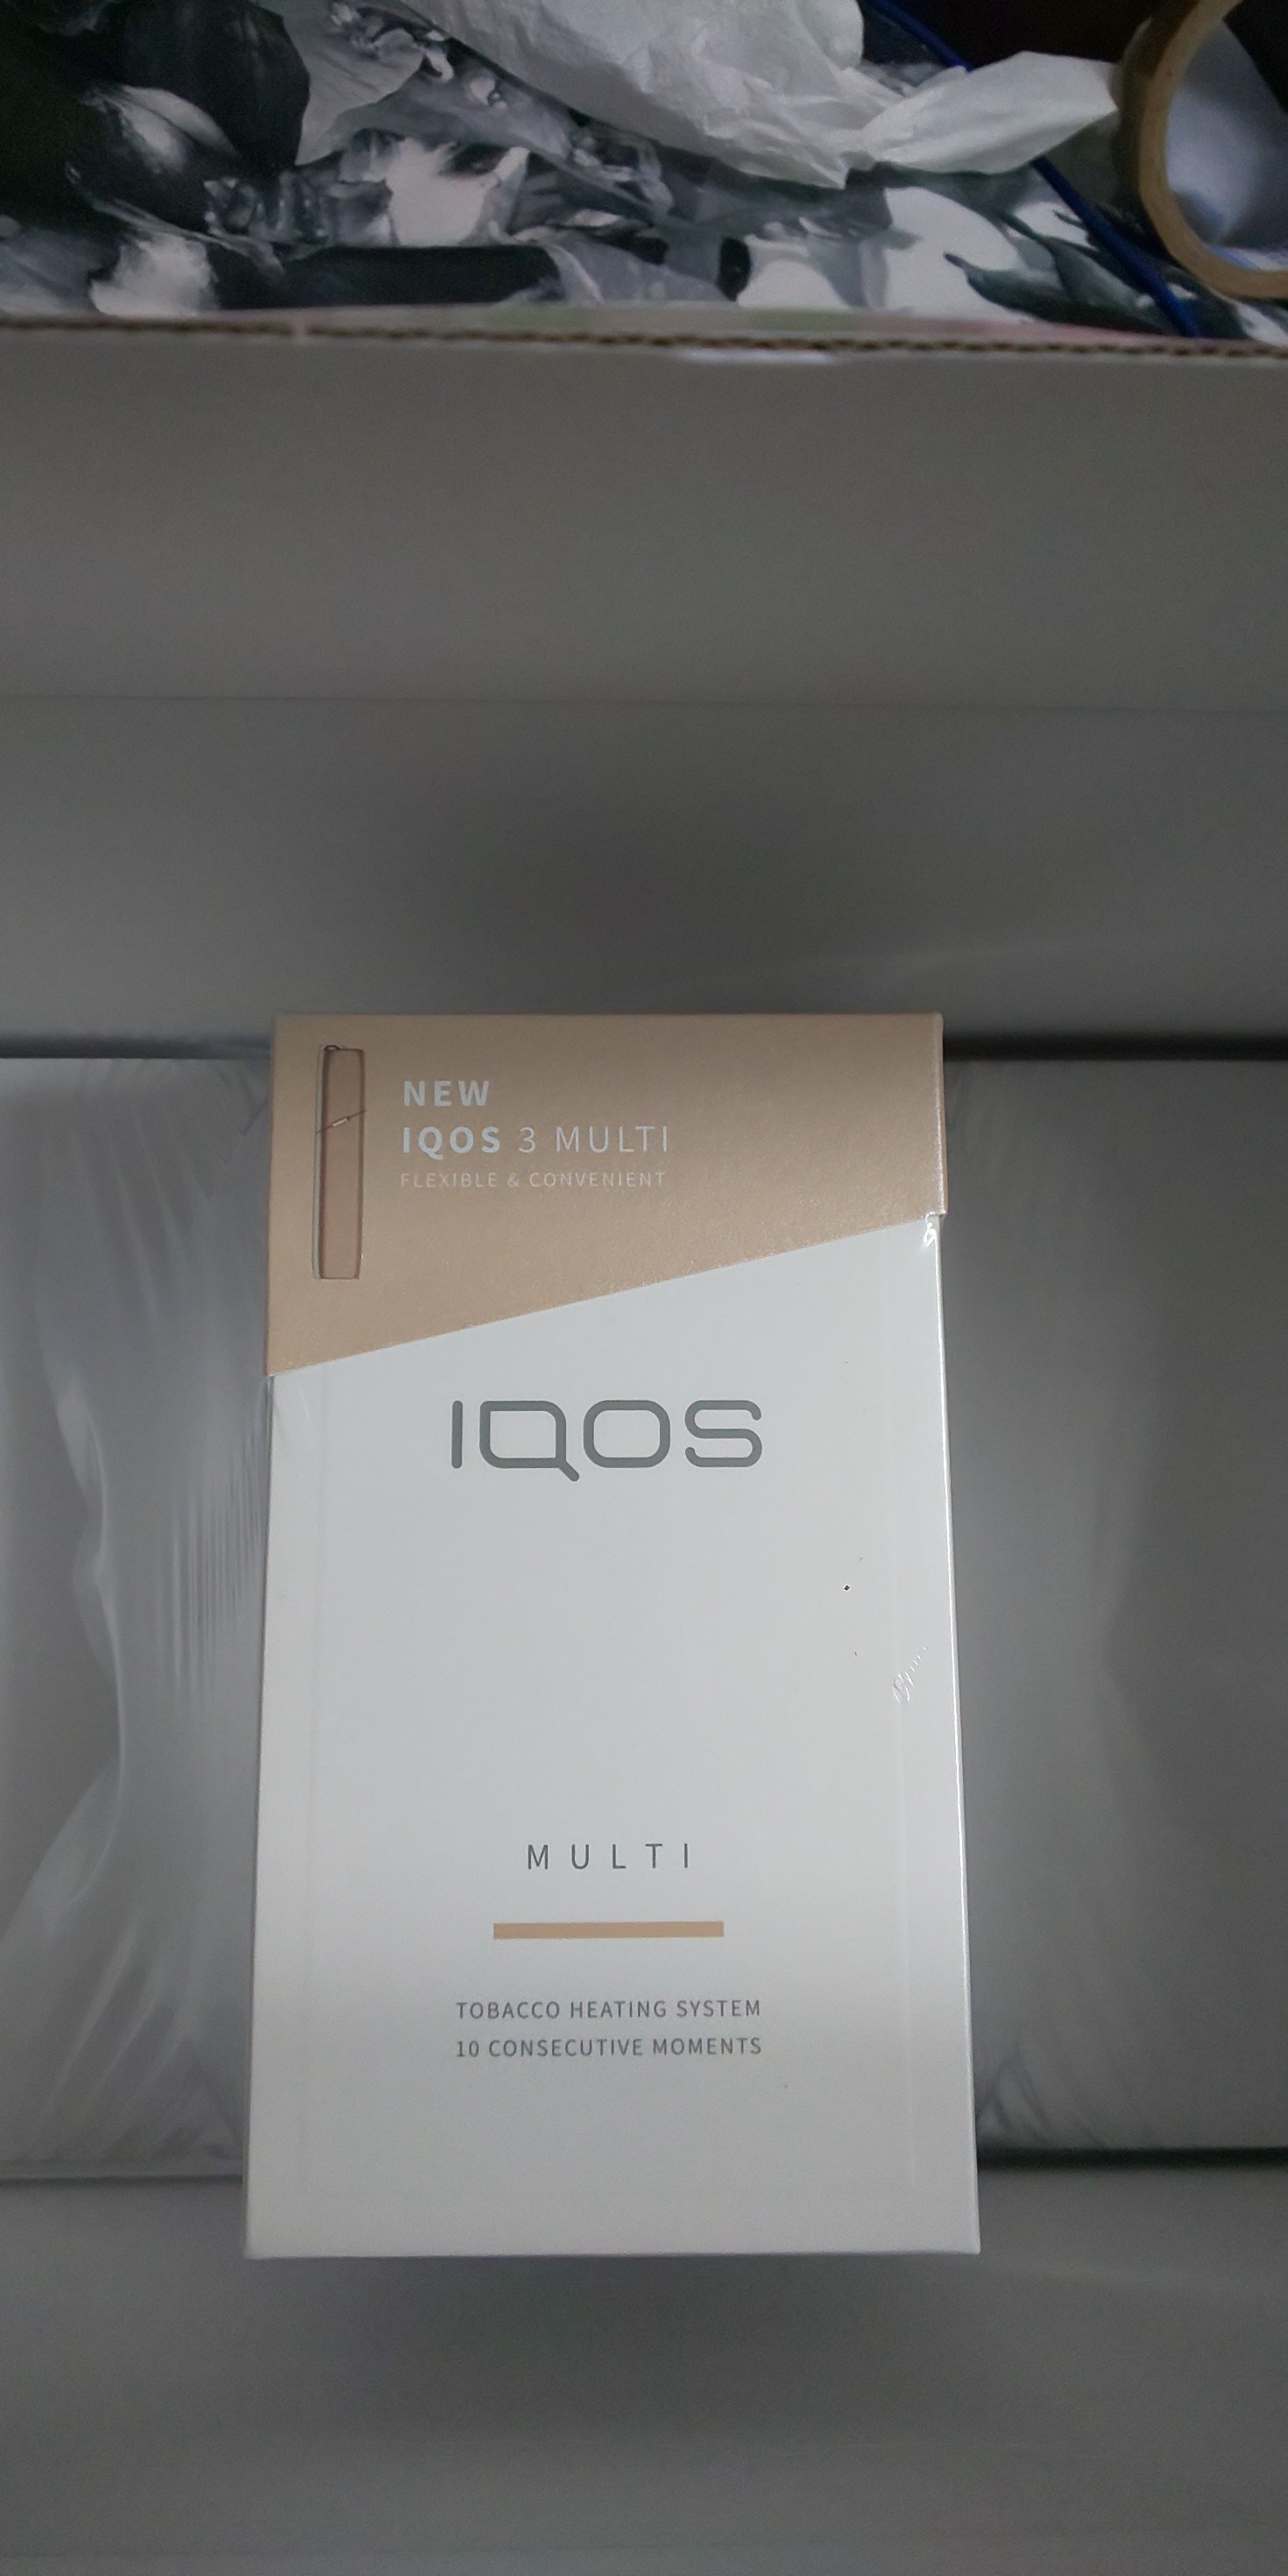 NEW
IQOS 3 MULTI
FLEXIBLE & CONVENIENT
IQOS
MULTI
TOBACCO HEATING SYSTEM
10 CONSECUTIVE MOMENTS